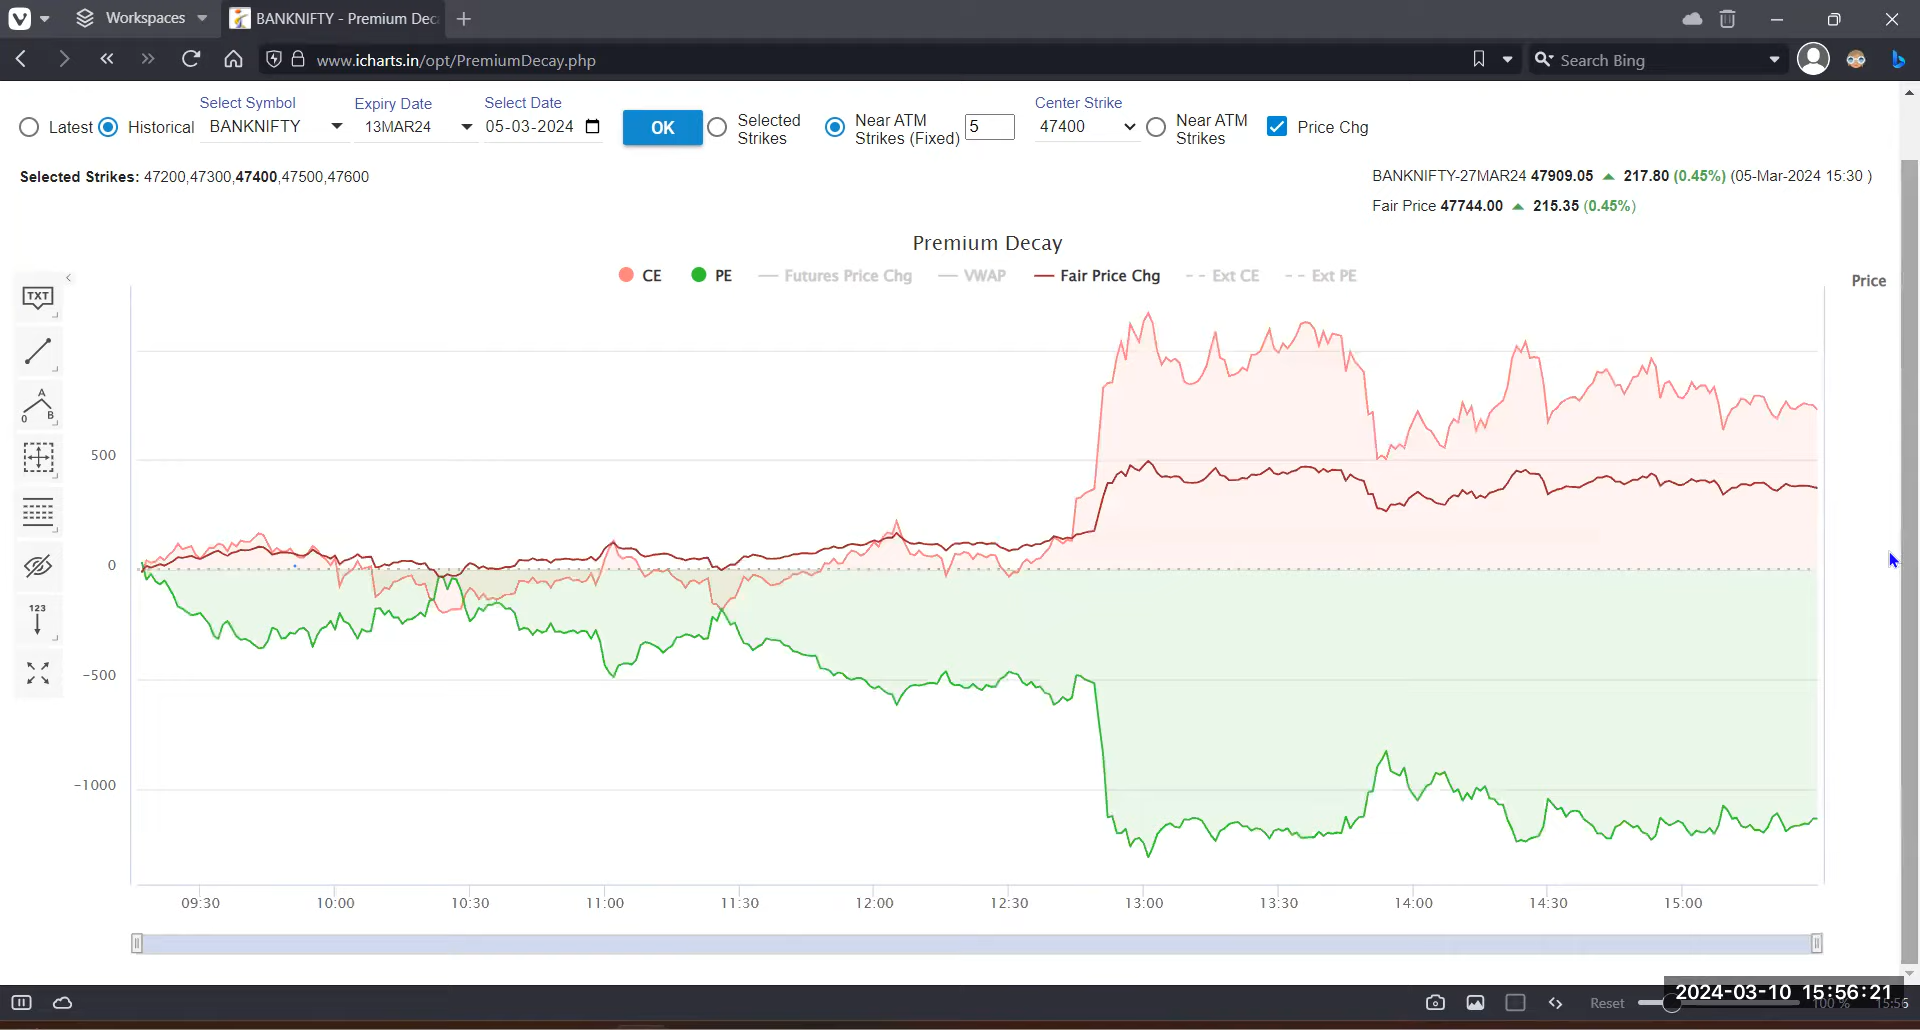 Workspaces
BANKNIFTY - Premium Dec
www.icharts.in/opt/PremiumDecay.php
Search Bing
Select Symbol Expiry Date Select Date Center Strike
Latest Historical BANKNIFTY 13MAR24 05-03-2024 OK Selected Strikes Near ATM Strikes (Fixed) 5 47400 Near ATM Strikes Price Chg
Selected Strikes: 47200,47300,47400,47500,47600
BANKNIFTY-27MAR24 47909.05 ▲ 217.80 (0.45%) (05-Mar-2024 15:30 )
Fair Price 47744.00 ▲ 215.35 (0.45%)
Premium Decay
CE PE Futures Price Chg VWAP Fair Price Chg Ext CE Ext PE
Price
TXT
A
0 B
123
500
0
-500
-1000
09:30 10:00 10:30 11:00 11:30 12:00 12:30 13:00 13:30 14:00 14:30 15:00
Reset
100 %
15:56
2024-03-10 15:56:21